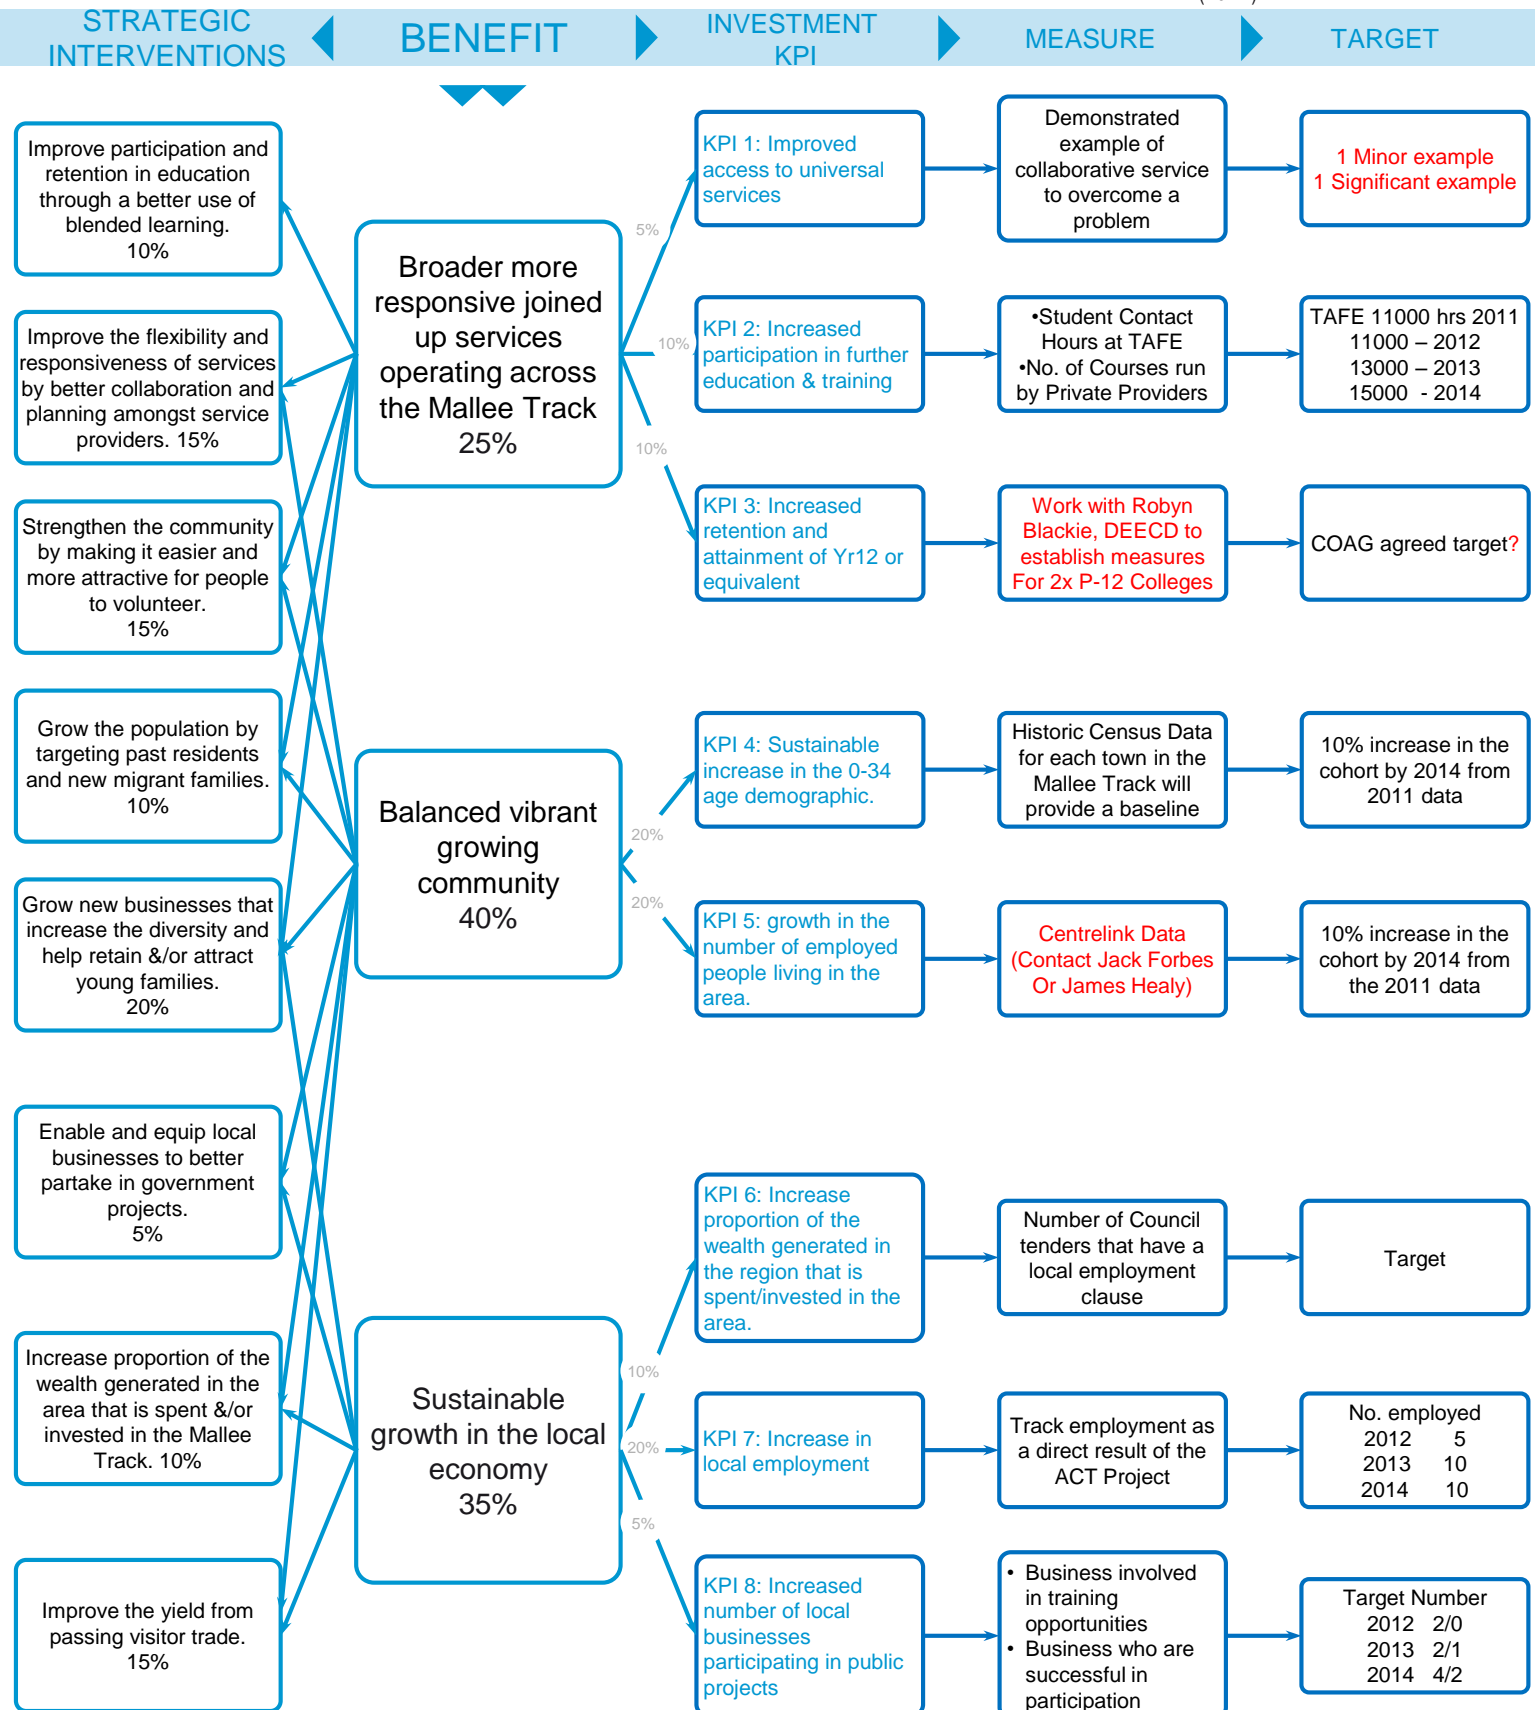 STRATEGIC
INTERVENTIONS
BENEFIT
INVESTMENT
KPI
MEASURE
TARGET
Improve participation and
retention in education
through a better use of
blended learning.
10%
Improve the flexibility and
responsiveness of services
by better collaboration and
planning amongst service
providers. 15%
Strengthen the community
by making it easier and
more attractive for people
to volunteer.
15%
Grow the population by
targeting past residents
and new migrant families.
10%
Grow new businesses that
increase the diversity and
help retain &/or attract
young families.
20%
Enable and equip local
businesses to better
partake in government
projects.
5%
Increase proportion of the
wealth generated in the
area that is spent &/or
invested in the Mallee
Track. 10%
Improve the yield from
passing visitor trade.
15%
Broader more
responsive joined
up services
operating across
the Mallee Track
25%
5%
10%
10%
KPI 1: Improved
access to universal
services
Demonstrated
example of
collaborative service
to overcome a
problem
1 Minor example
1 Significant example
KPI 2: Increased
participation in further
education & training
•Student Contact
Hours at TAFE
•No. of Courses run
by Private Providers
TAFE 11000 hrs 2011
11000 – 2012
13000 – 2013
15000 - 2014
KPI 3: Increased
retention and
attainment of Yr12 or
equivalent
Work with Robyn
Blackie, DEECD to
establish measures
For 2x P-12 Colleges
COAG agreed target?
Balanced vibrant
growing
community
40%
20%
20%
KPI 4: Sustainable
increase in the 0-34
age demographic.
Historic Census Data
for each town in the
Mallee Track will
provide a baseline
10% increase in the
cohort by 2014 from
2011 data
KPI 5: growth in the
number of employed
people living in the
area.
Centrelink Data
(Contact Jack Forbes
Or James Healy)
10% increase in the
cohort by 2014 from
the 2011 data
Sustainable
growth in the local
economy
35%
10%
20%
5%
KPI 6: Increase
proportion of the
wealth generated in
the region that is
spent/invested in the
area.
Number of Council
tenders that have a
local employment
clause
Target
KPI 7: Increase in
local employment
Track employment as
a direct result of the
ACT Project
No. employed
2012 5
2013 10
2014 10
KPI 8: Increased
number of local
businesses
participating in public
projects
• Business involved
in training
opportunities
• Business who are
successful in
participation
Target Number
2012 2/0
2013 2/1
2014 4/2